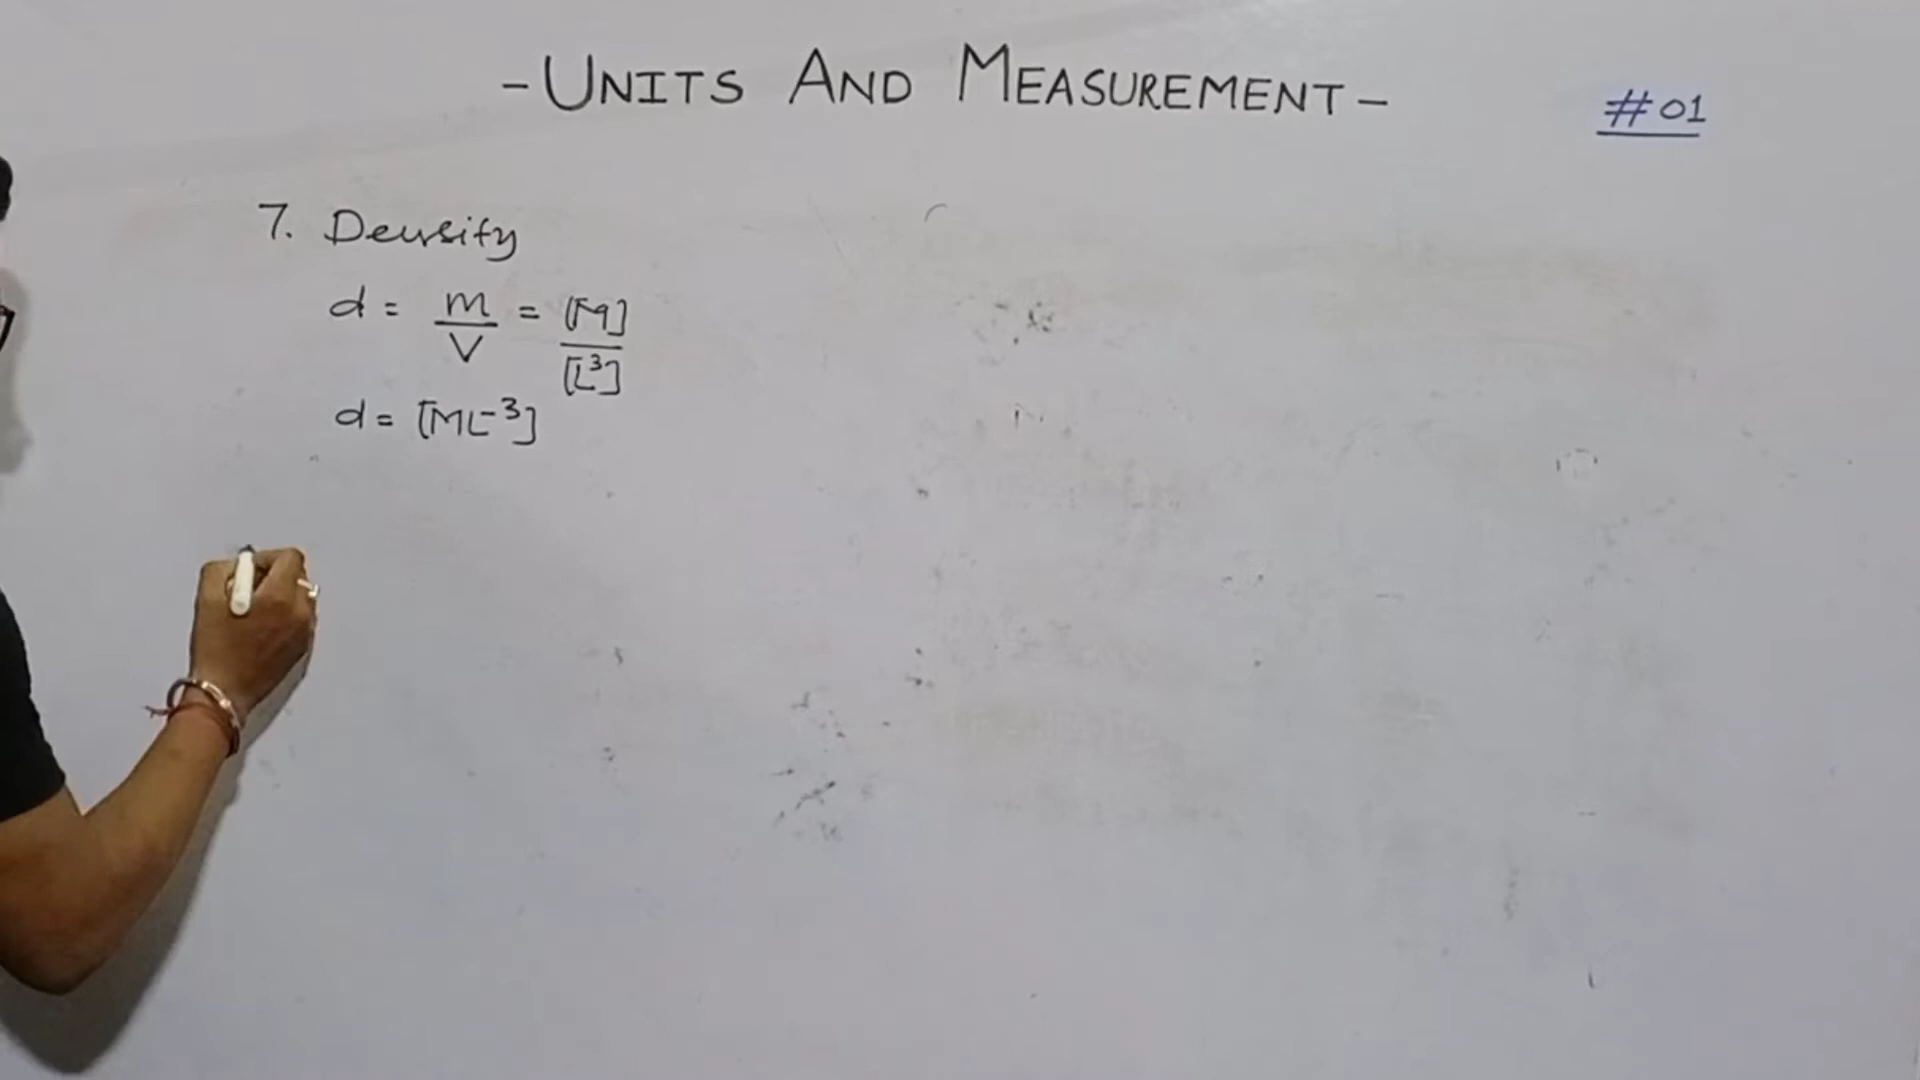 - UNITS AND MEASUREMENT -
#01
7. Density
d = m/V = [M]/[L³]
d = [ML⁻³]